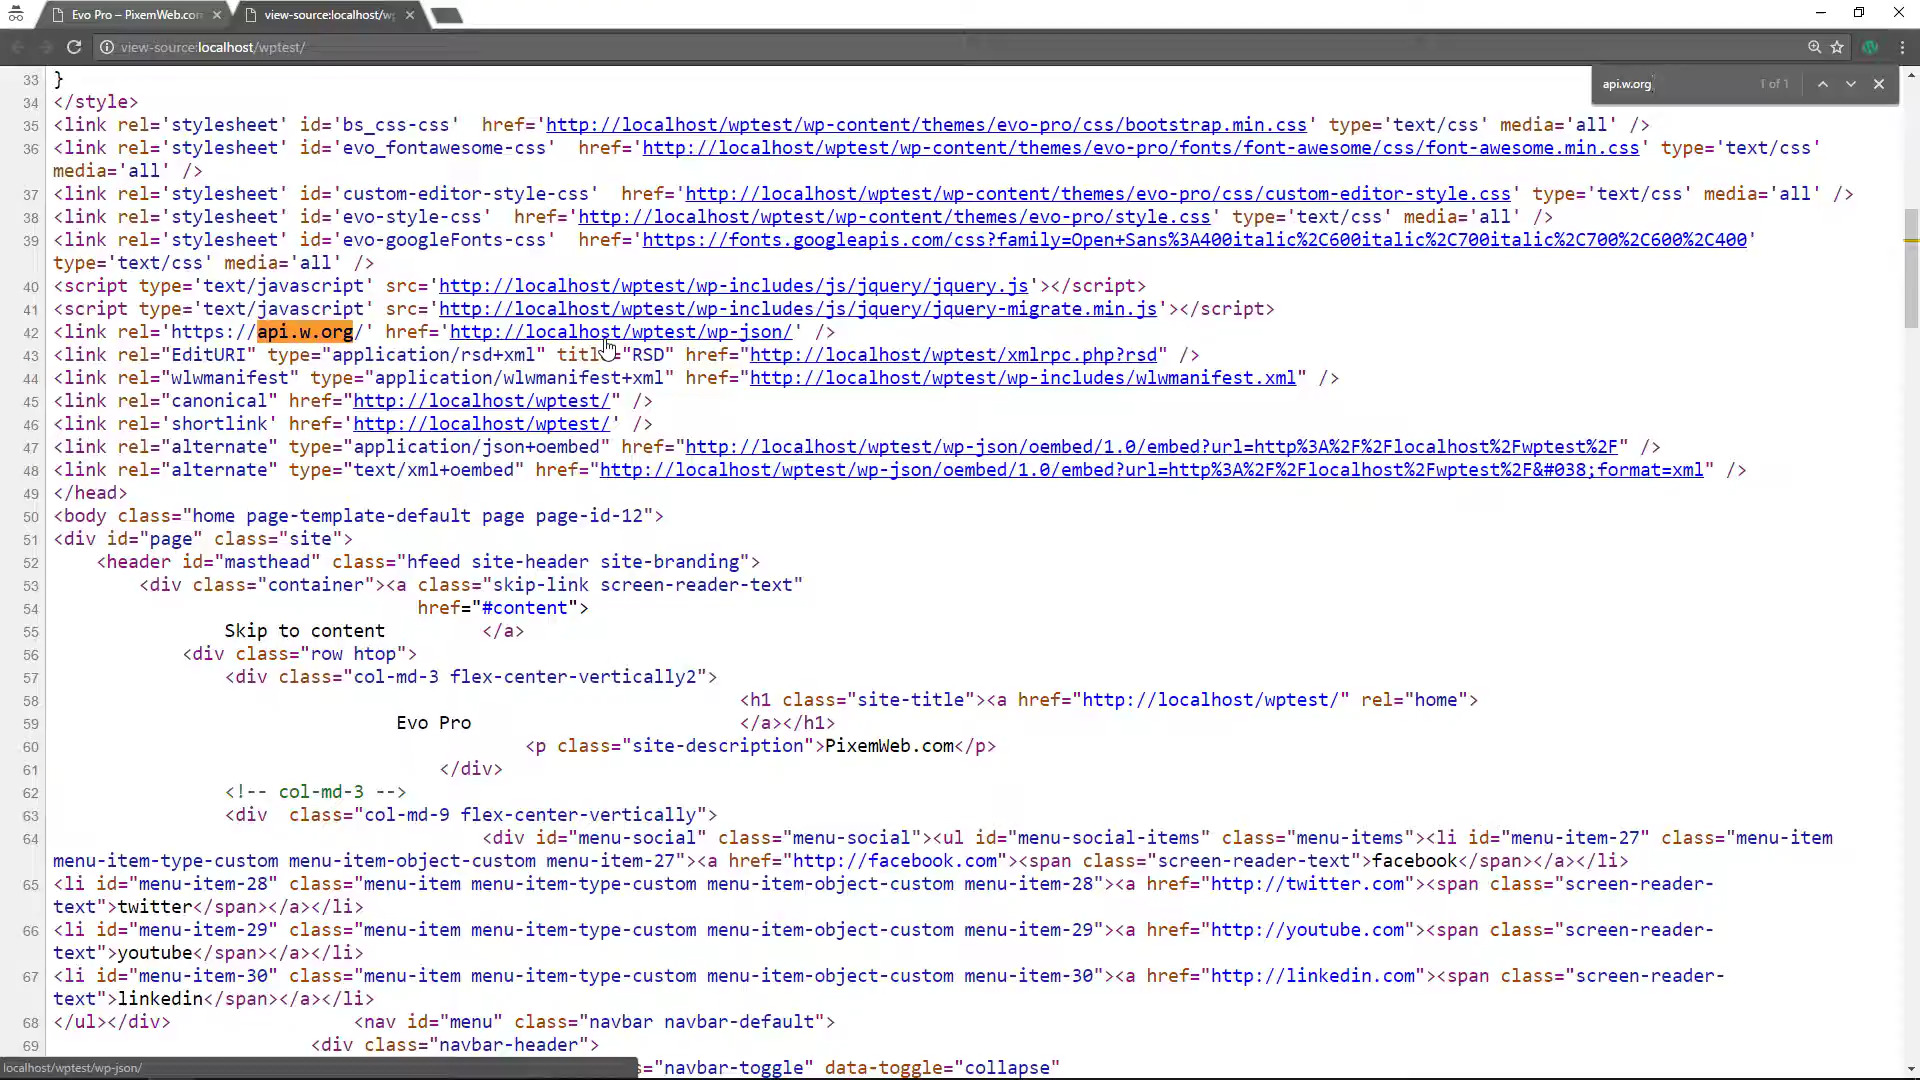 Evo Pro – PixemWeb.com
view-source:localhost/wp
view-source:localhost/wptest/
api.w.org 1 of 1
33 }
34 </style>
35 <link rel='stylesheet' id='bs_css-css'  href='http://localhost/wptest/wp-content/themes/evo-pro/css/bootstrap.min.css' type='text/css' media='all' />
36 <link rel='stylesheet' id='evo_fontawesome-css'  href='http://localhost/wptest/wp-content/themes/evo-pro/fonts/font-awesome/css/font-awesome.min.css' type='text/css'
media='all' />
37 <link rel='stylesheet' id='custom-editor-style-css'  href='http://localhost/wptest/wp-content/themes/evo-pro/css/custom-editor-style.css' type='text/css' media='all' />
38 <link rel='stylesheet' id='evo-style-css'  href='http://localhost/wptest/wp-content/themes/evo-pro/style.css' type='text/css' media='all' />
39 <link rel='stylesheet' id='evo-googleFonts-css'  href='https://fonts.googleapis.com/css?family=Open+Sans%3A400italic%2C600italic%2C700italic%2C700%2C600%2C400'
type='text/css' media='all' />
40 <script type='text/javascript' src='http://localhost/wptest/wp-includes/js/jquery/jquery.js'></script>
41 <script type='text/javascript' src='http://localhost/wptest/wp-includes/js/jquery/jquery-migrate.min.js'></script>
42 <link rel='https://api.w.org/' href='http://localhost/wptest/wp-json/' />
43 <link rel="EditURI" type="application/rsd+xml" title="RSD" href="http://localhost/wptest/xmlrpc.php?rsd" />
44 <link rel="wlwmanifest" type="application/wlwmanifest+xml" href="http://localhost/wptest/wp-includes/wlwmanifest.xml" />
45 <link rel="canonical" href="http://localhost/wptest/" />
46 <link rel='shortlink' href='http://localhost/wptest/' />
47 <link rel="alternate" type="application/json+oembed" href="http://localhost/wptest/wp-json/oembed/1.0/embed?url=http%3A%2F%2Flocalhost%2Fwptest%2F" />
48 <link rel="alternate" type="text/xml+oembed" href="http://localhost/wptest/wp-json/oembed/1.0/embed?url=http%3A%2F%2Flocalhost%2Fwptest%2F&#038;format=xml" />
49 </head>
50 <body class="home page-template-default page page-id-12">
51 <div id="page" class="site">
52 <header id="masthead" class="hfeed site-header site-branding">
53 <div class="container"><a class="skip-link screen-reader-text"
54 href="#content">
55 Skip to content </a>
56 <div class="row htop">
57 <div class="col-md-3 flex-center-vertically2">
58 <h1 class="site-title"><a href="http://localhost/wptest/" rel="home">
59 Evo Pro </a></h1>
60 <p class="site-description">PixemWeb.com</p>
61 </div>
62 <!-- col-md-3 -->
63 <div  class="col-md-9 flex-center-vertically">
64 <div id="menu-social" class="menu-social"><ul id="menu-social-items" class="menu-items"><li id="menu-item-27" class="menu-item
menu-item-type-custom menu-item-object-custom menu-item-27"><a href="http://facebook.com"><span class="screen-reader-text">facebook</span></a></li>
65 <li id="menu-item-28" class="menu-item menu-item-type-custom menu-item-object-custom menu-item-28"><a href="http://twitter.com"><span class="screen-reader-
text">twitter</span></a></li>
66 <li id="menu-item-29" class="menu-item menu-item-type-custom menu-item-object-custom menu-item-29"><a href="http://youtube.com"><span class="screen-reader-
text">youtube</span></a></li>
67 <li id="menu-item-30" class="menu-item menu-item-type-custom menu-item-object-custom menu-item-30"><a href="http://linkedin.com"><span class="screen-reader-
text">linkedin</span></a></li>
68 </ul></div> <nav id="menu" class="navbar navbar-default">
69 <div class="navbar-header">
localhost/wptest/wp-json/ ="navbar-toggle" data-toggle="collapse"